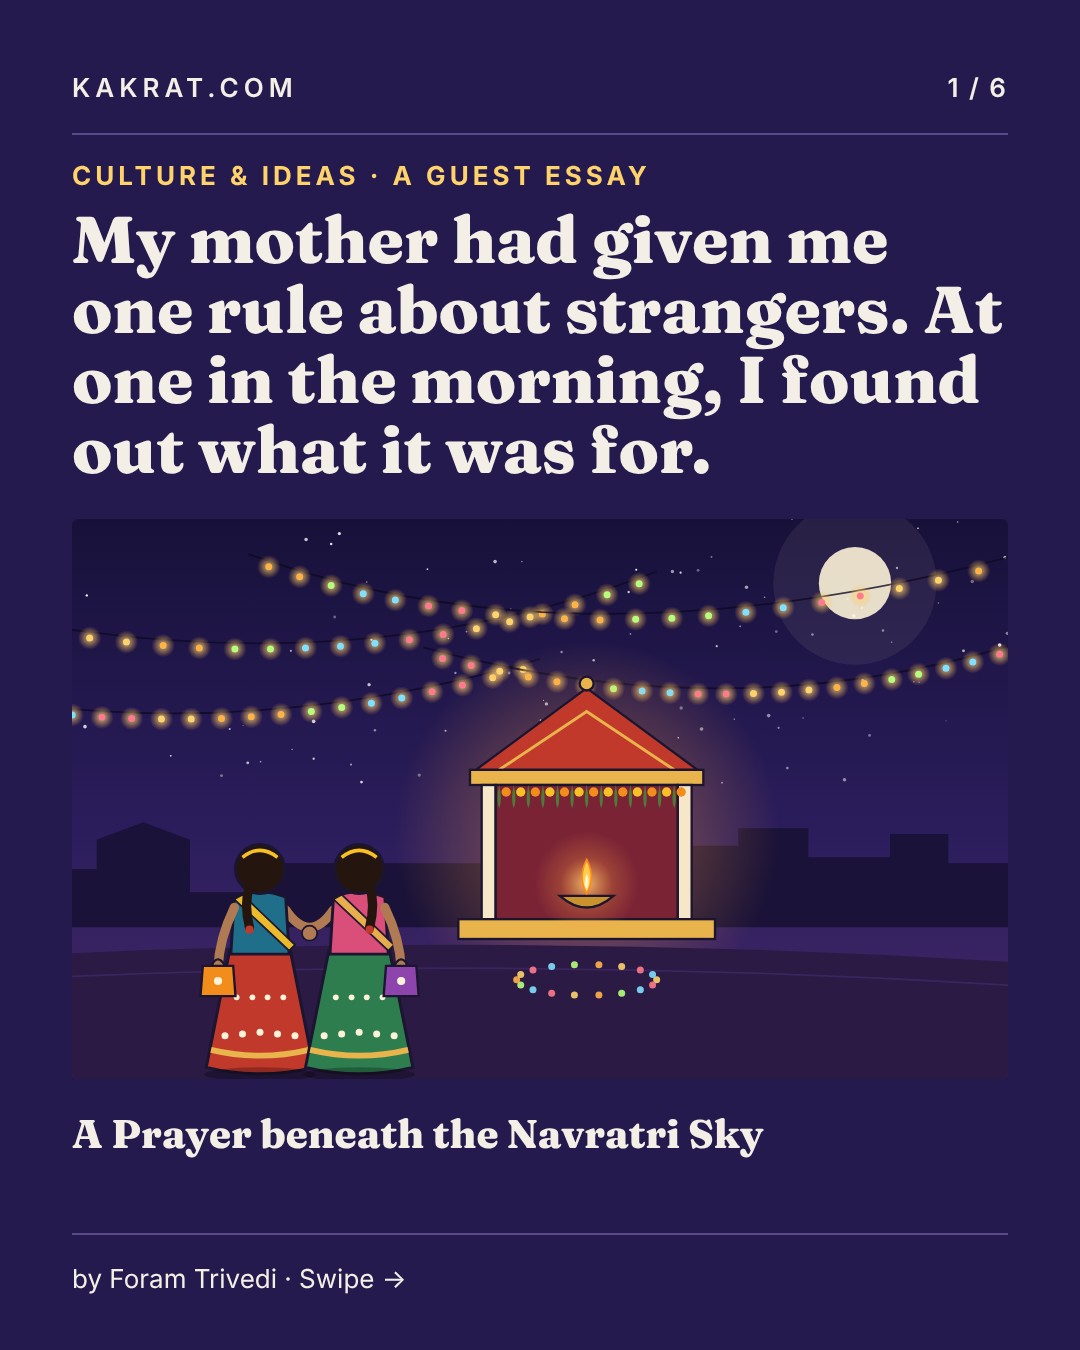 KAKRAT.COM
1 / 6
CULTURE & IDEAS · A GUEST ESSAY
My mother had given me
one rule about strangers. At
one in the morning, I found
out what it was for.
A Prayer beneath the Navratri Sky
by Foram Trivedi · Swipe →